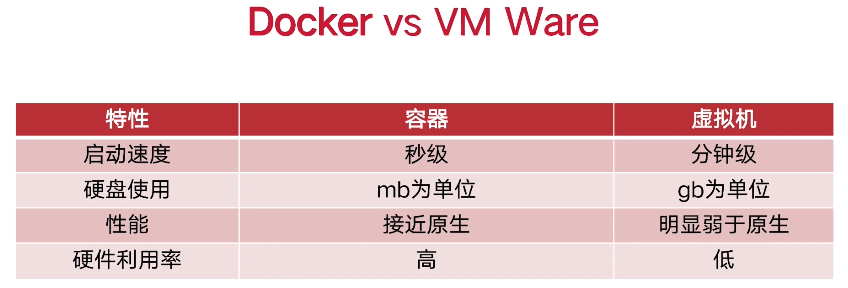 Docker vs VM Ware
特性 容器 虚拟机
启动速度 秒级 分钟级
硬盘使用 mb为单位 gb为单位
性能 接近原生 明显弱于原生
硬件利用率 高 低